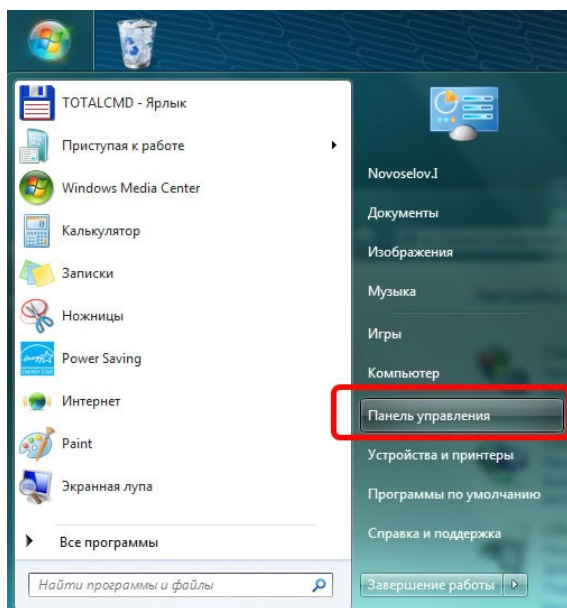 TOTALCMD - Ярлык
Приступая к работе
Windows Media Center
Калькулятор
Записки
Ножницы
Power Saving
Интернет
Paint
Экранная лупа
Все программы
Найти программы и файлы
Novoselov.I
Документы
Изображения
Музыка
Игры
Компьютер
Панель управления
Устройства и принтеры
Программы по умолчанию
Справка и поддержка
Завершение работы